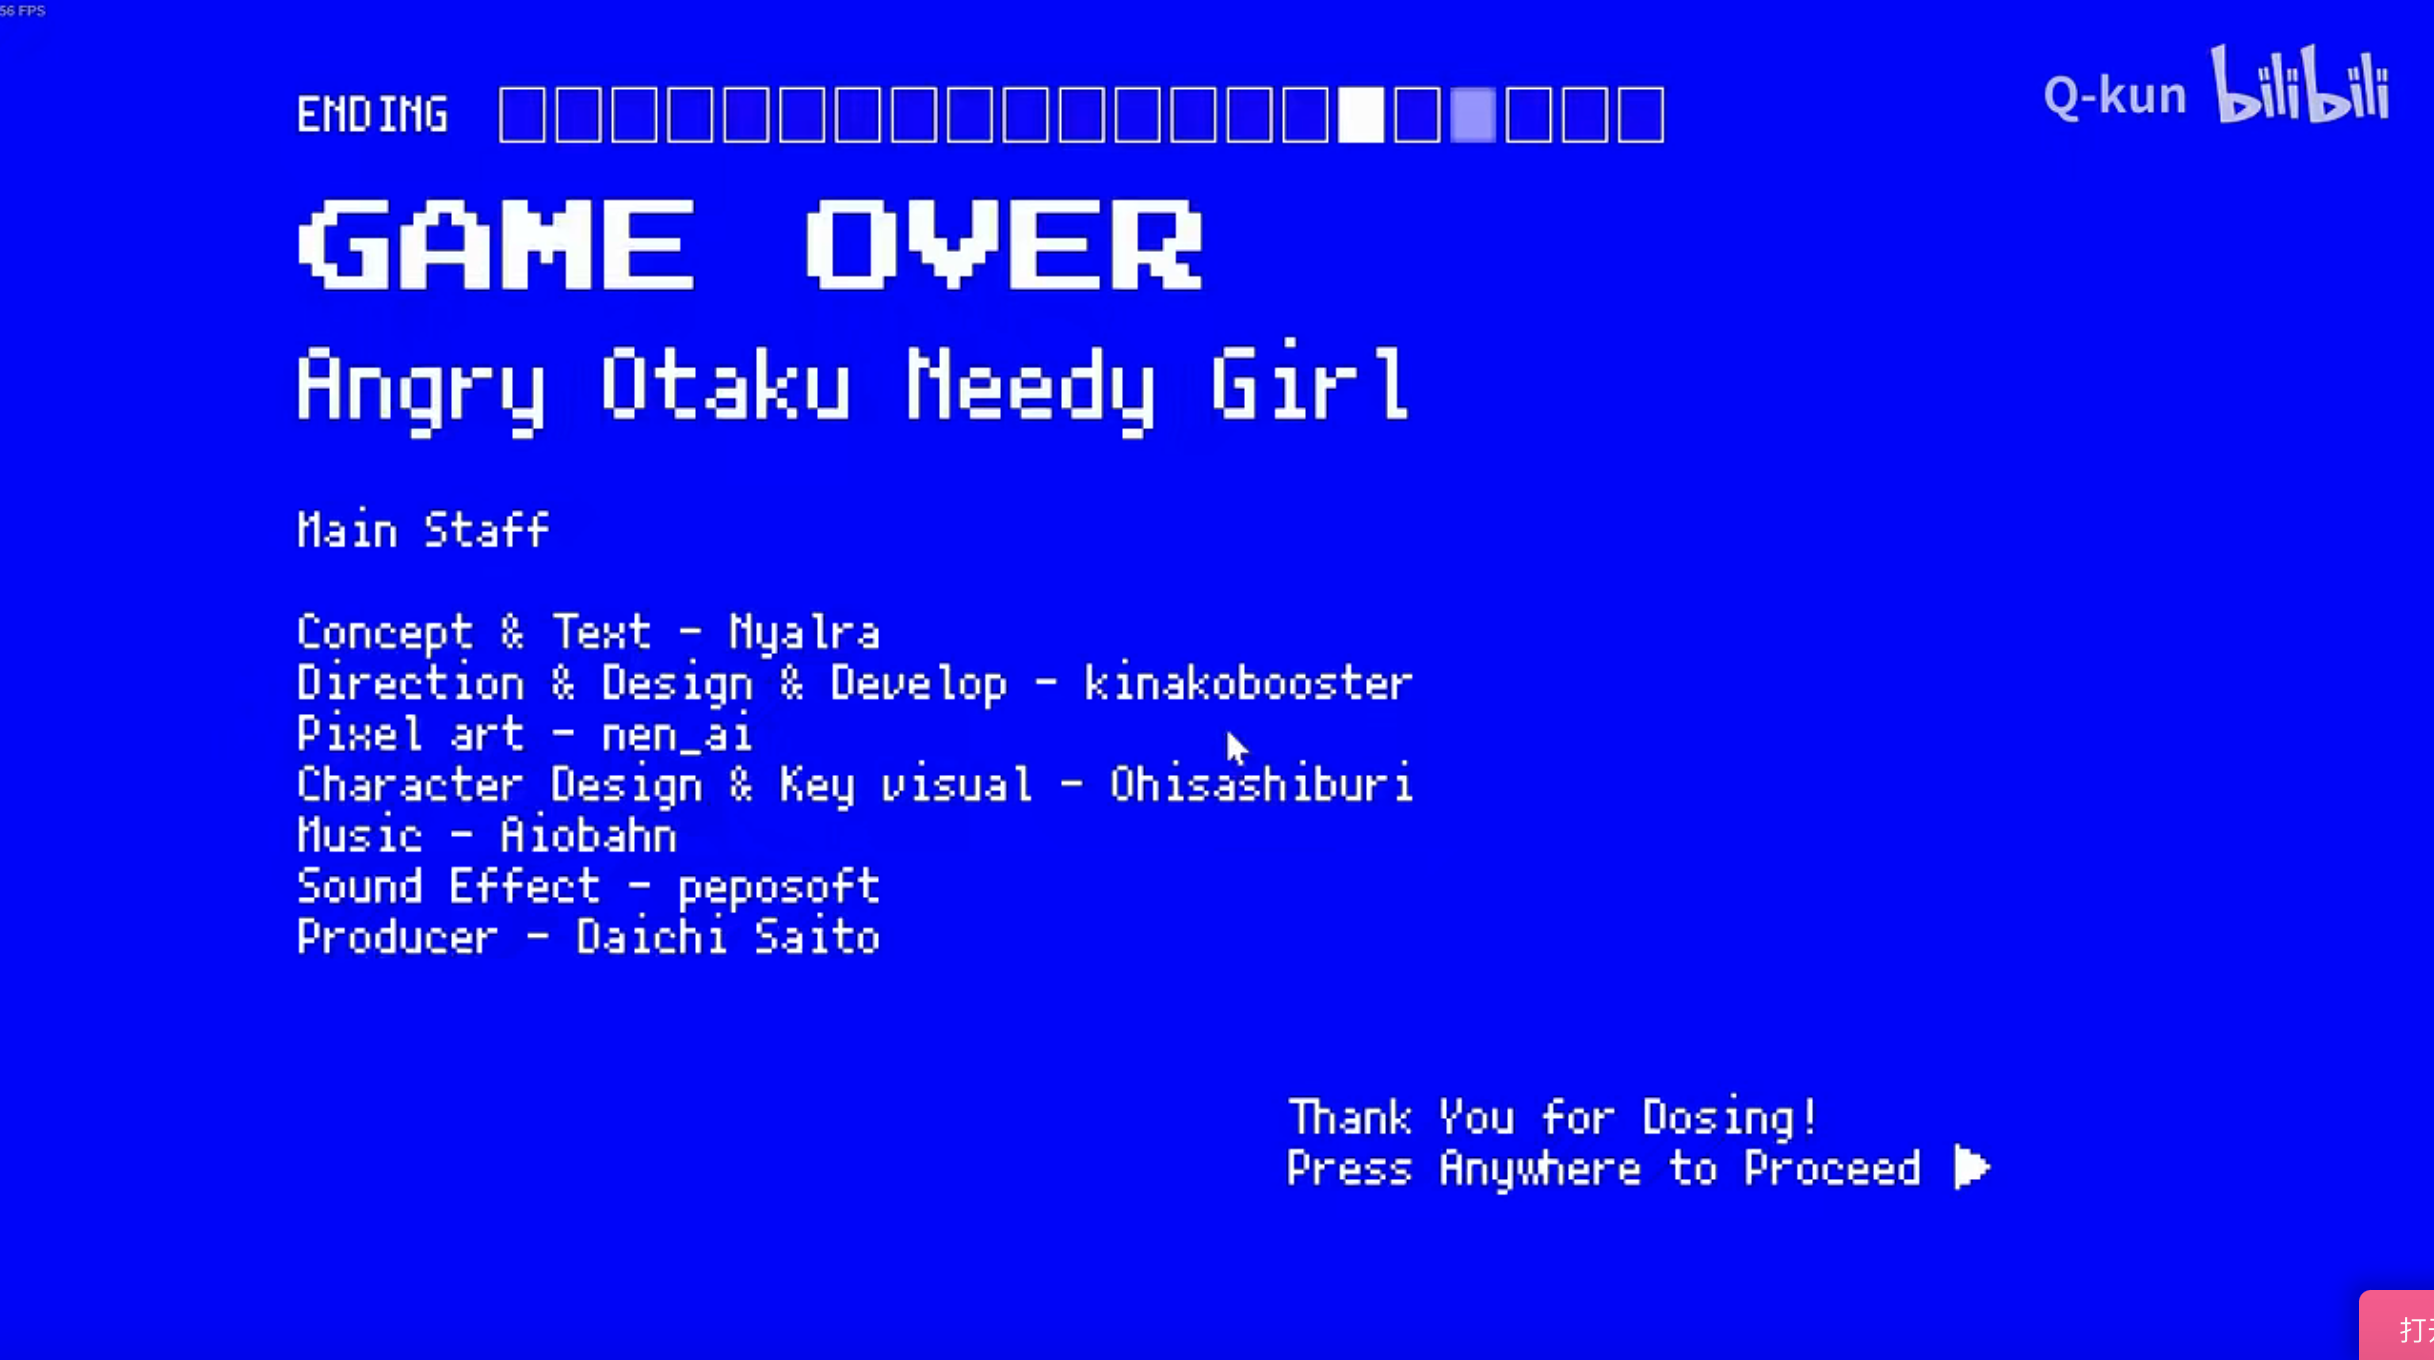 56 FPS
Q-kun bilibili
ENDING
GAME OVER
Angry Otaku Needy Girl
Main Staff
Concept & Text - Nyalra
Direction & Design & Develop - kinakobooster
Pixel art - nen_ai
Character Design & Key visual - Ohisashiburi
Music - Aiobahn
Sound Effect - peposoft
Producer - Daichi Saito
Thank You for Dosing!
Press Anywhere to Proceed
打